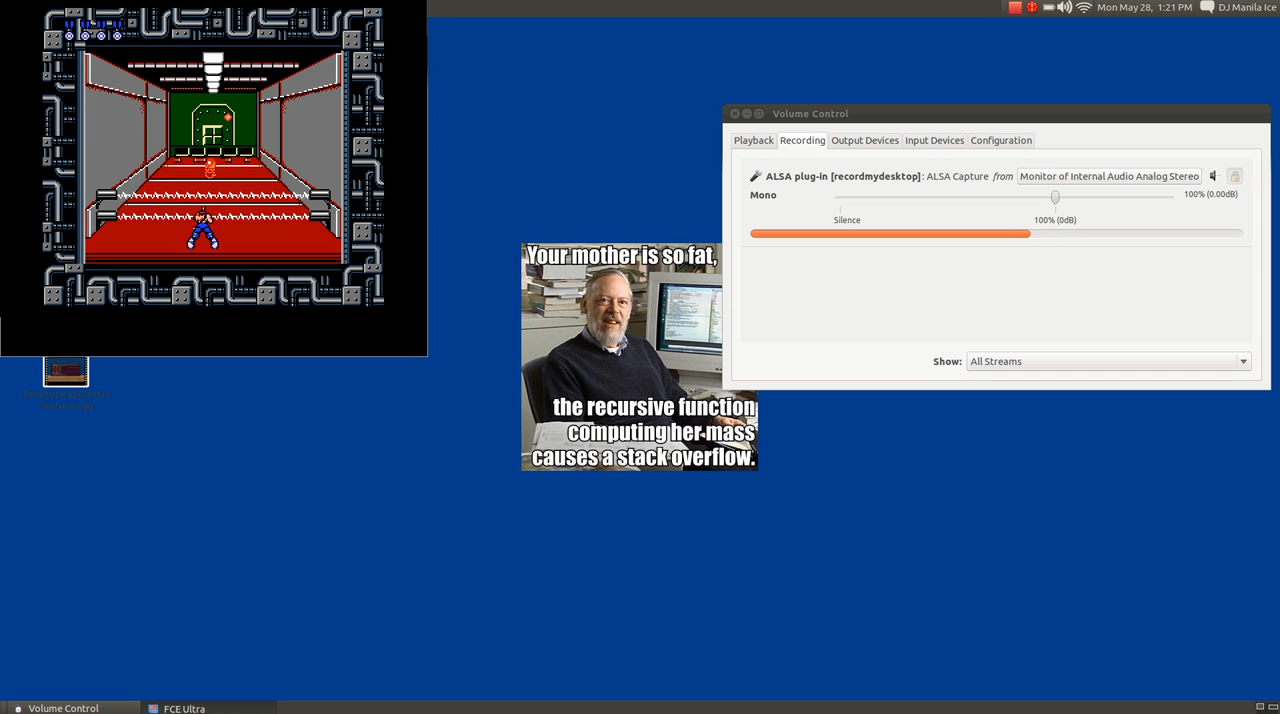 Mon May 28, 1:21 PM
DJ Manila Ice
Volume Control
Playback
Recording
Output Devices
Input Devices
Configuration
ALSA plug-in [recordmydesktop]: ALSA Capture from
Monitor of Internal Audio Analog Stereo
Mono
100% (0.00dB)
Silence
100% (0dB)
Show:
All Streams
Your mother is so fat,
the recursive function
computing her mass
causes a stack overflow.
Volume Control
FCE Ultra